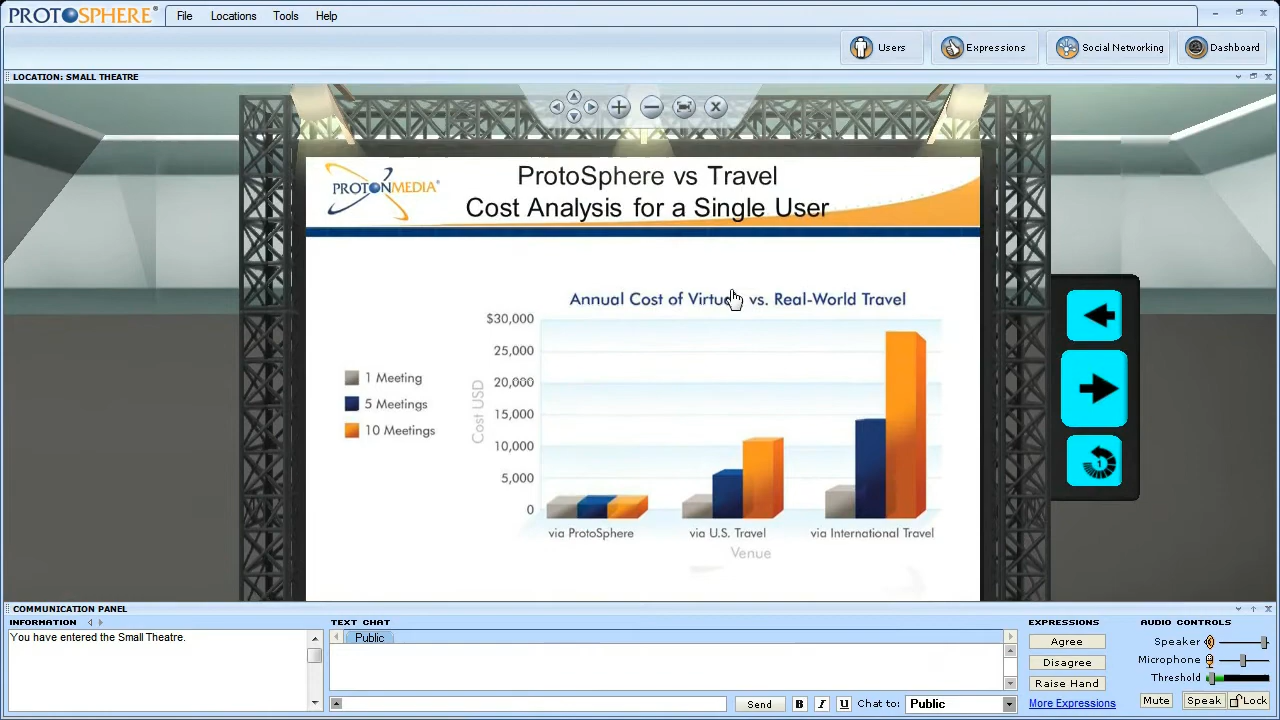 PROTOSPHERE®
File Locations Tools Help
Users Expressions Social Networking Dashboard
LOCATION: SMALL THEATRE
PROTONMEDIA®
ProtoSphere vs Travel
Cost Analysis for a Single User
Annual Cost of Virtu vs. Real-World Travel
$30,000
25,000
20,000
15,000
10,000
5,000
0
Cost USD
1 Meeting
5 Meetings
10 Meetings
via ProtoSphere via U.S. Travel via International Travel
Venue
1
COMMUNICATION PANEL
INFORMATION
You have entered the Small Theatre.
TEXT CHAT
Public
Send B I U Chat to: Public
EXPRESSIONS
Agree
Disagree
Raise Hand
More Expressions
AUDIO CONTROLS
Speaker
Microphone
Threshold
Mute Speak Lock